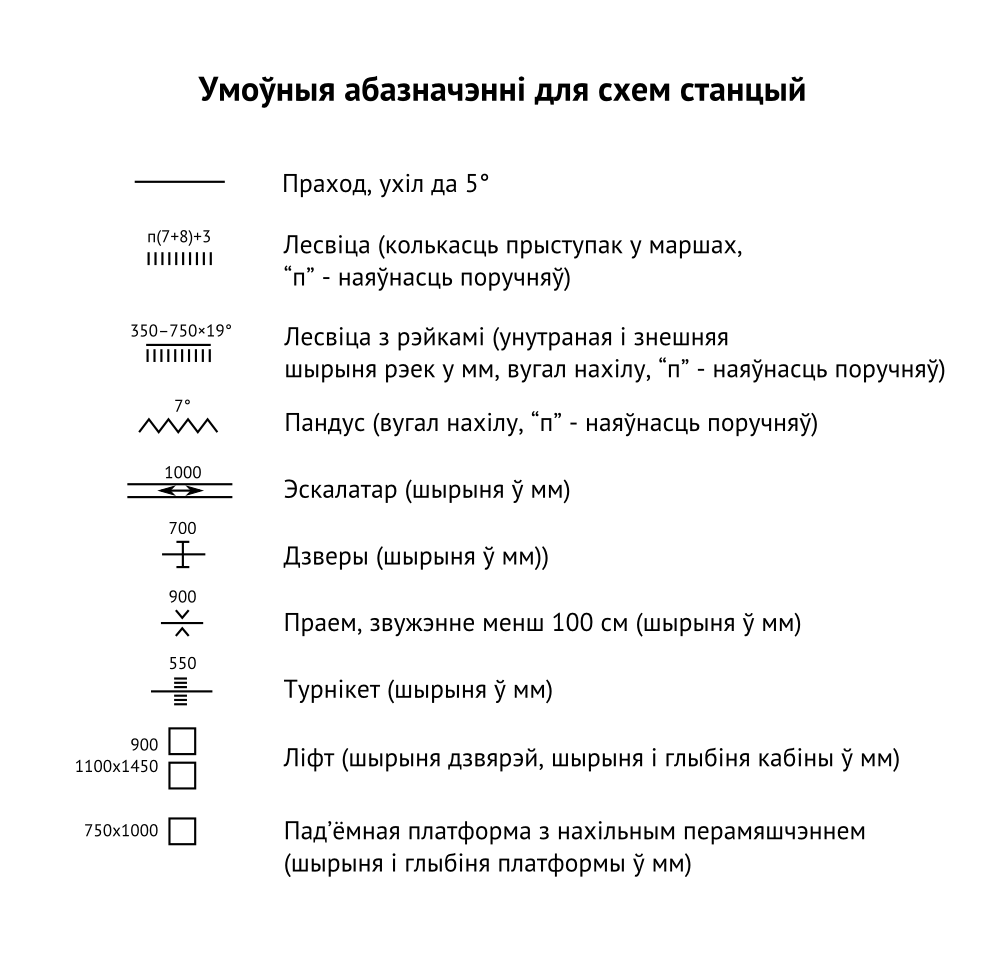 Умоўныя абазначэнні для схем станцый
Праход, ухіл да 5°
п(7+8)+3
Лесвіца (колькасць прыступак у маршах,
“п” - наяўнасць поручняў)
350–750×19°
Лесвіца з рэйкамі (унутраная і знешняя
шырыня рэек у мм, вугал нахілу, “п” - наяўнасць поручняў)
7°
Пандус (вугал нахілу, “п” - наяўнасць поручняў)
1000
Эскалатар (шырыня ў мм)
700
Дзверы (шырыня ў мм))
900
Праем, звужэнне менш 100 см (шырыня ў мм)
550
Турнікет (шырыня ў мм)
900
1100x1450
Ліфт (шырыня дзвярэй, шырыня і глыбіня кабіны ў мм)
750x1000
Пад’ёмная платформа з нахільным перамяшчэннем
(шырыня і глыбіня платформы ў мм)